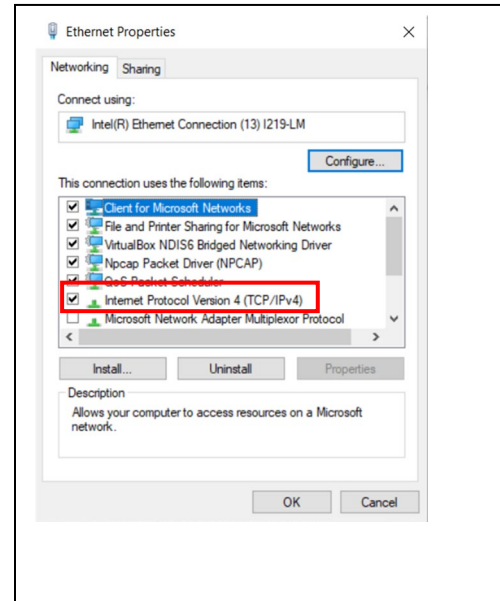 Ethernet Properties
Networking
Sharing
Connect using:
Intel(R) Ethernet Connection (13) I219-LM
Configure...
This connection uses the following items:
Client for Microsoft Networks
File and Printer Sharing for Microsoft Networks
VirtualBox NDIS6 Bridged Networking Driver
Npcap Packet Driver (NPCAP)
QoS Packet Scheduler
Internet Protocol Version 4 (TCP/IPv4)
Microsoft Network Adapter Multiplexor Protocol
Install...
Uninstall
Properties
Description
Allows your computer to access resources on a Microsoft
network.
OK
Cancel